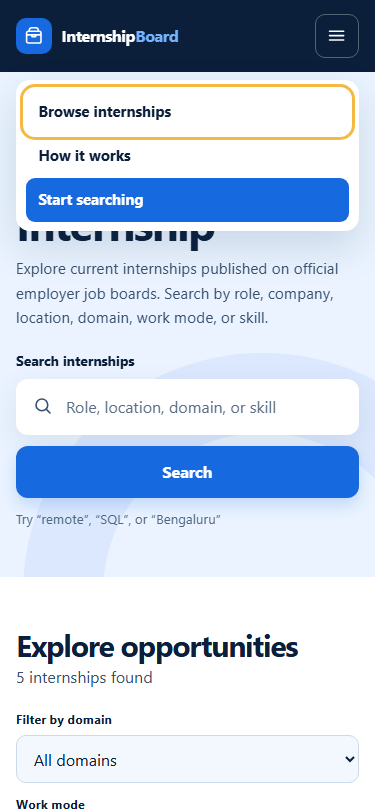 InternshipBoard
Browse internships
How it works
Start searching
internship
Explore current internships published on official
employer job boards. Search by role, company,
location, domain, work mode, or skill.
Search internships
Role, location, domain, or skill
Search
Try “remote”, “SQL”, or “Bengaluru”
Explore opportunities
5 internships found
Filter by domain
All domains
Work mode